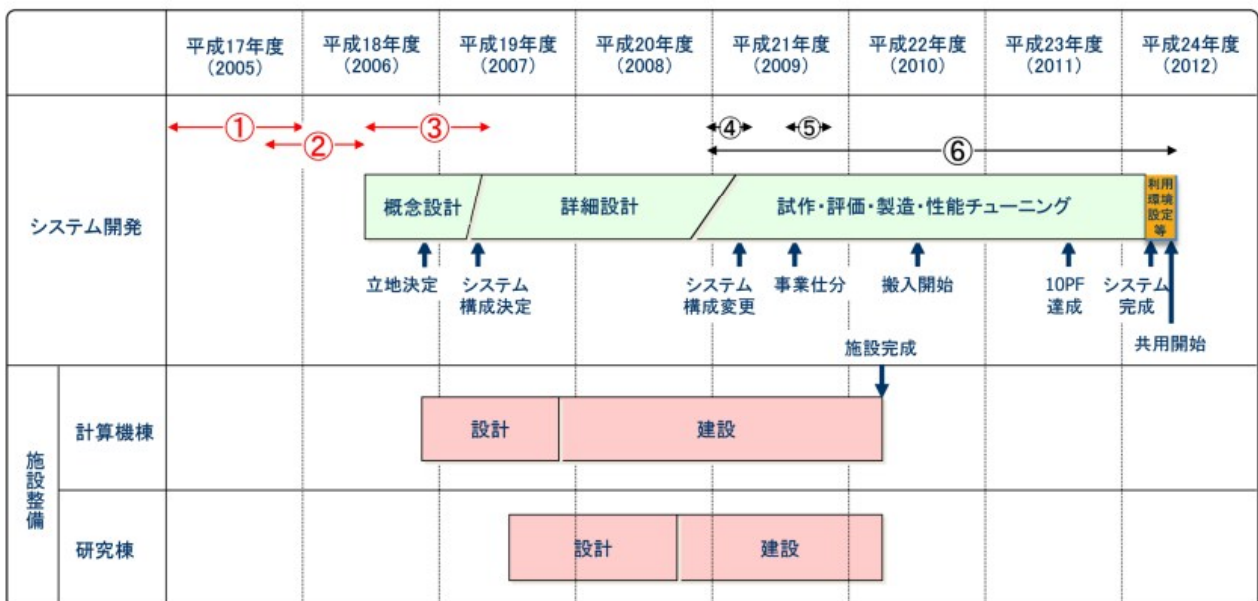 平成17年度
(2005)
平成18年度
(2006)
平成19年度
(2007)
平成20年度
(2008)
平成21年度
(2009)
平成22年度
(2010)
平成23年度
(2011)
平成24年度
(2012)
①
②
③
④
⑤
⑥
システム開発
概念設計
詳細設計
試作・評価・製造・性能チューニング
利用
環境
設定
等
立地決定
システム
構成決定
システム
構成変更
事業仕分
搬入開始
10PF
達成
システム
完成
共用開始
施設完成
施設整備
計算機棟
設計
建設
研究棟
設計
建設